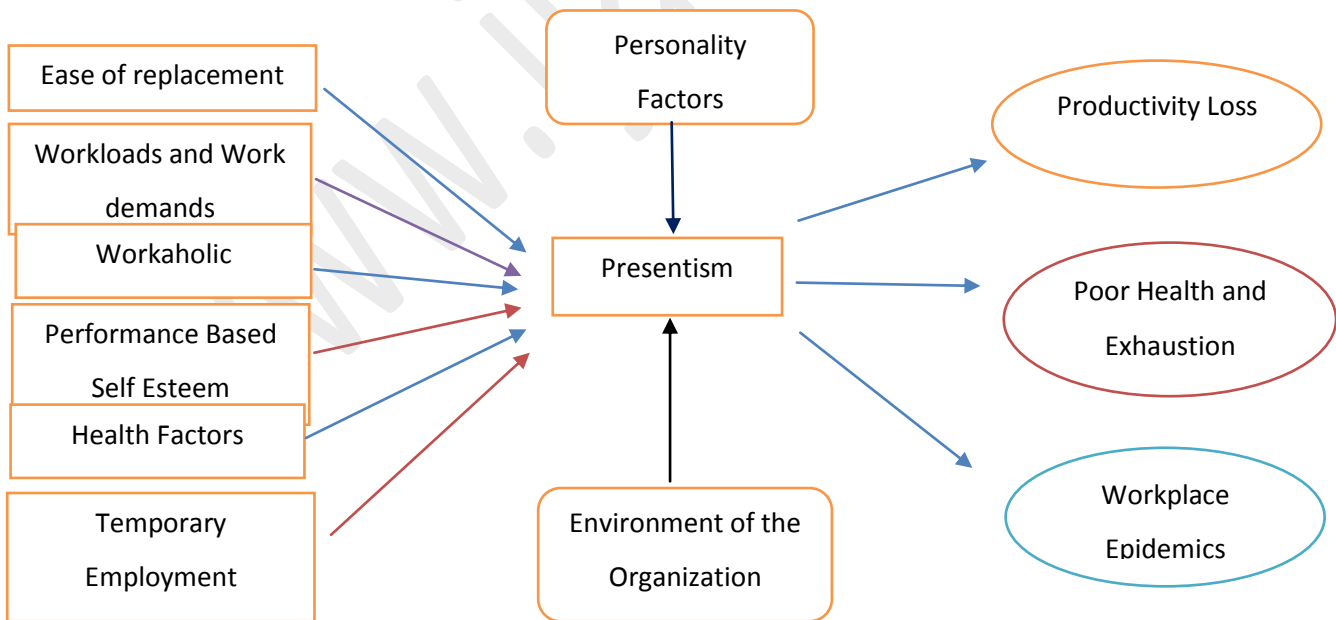 Ease of replacement
Workloads and Work
demands
Workaholic
Performance Based
Self Esteem
Health Factors
Temporary
Employment
Personality
Factors
Presentism
Environment of the
Organization
Productivity Loss
Poor Health and
Exhaustion
Workplace
Epidemics